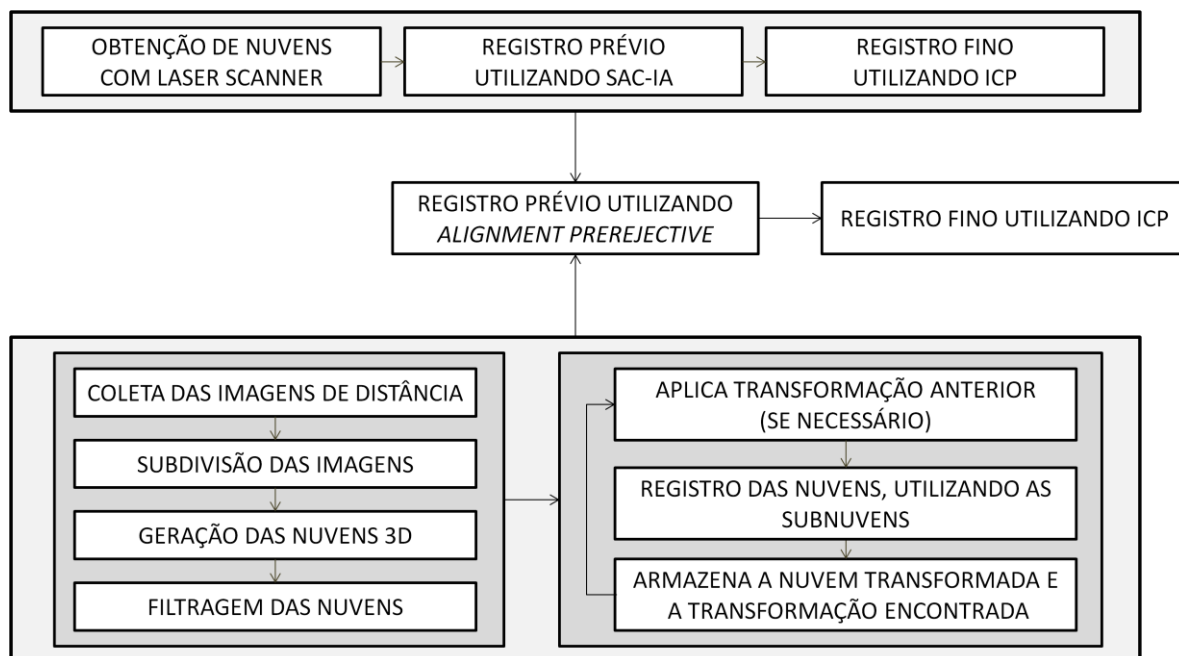 OBTENÇÃO DE NUVENS
COM LASER SCANNER
REGISTRO PRÉVIO
UTILIZANDO SAC-IA
REGISTRO FINO
UTILIZANDO ICP
REGISTRO PRÉVIO UTILIZANDO
ALIGNMENT PREREJECTIVE
REGISTRO FINO UTILIZANDO ICP
COLETA DAS IMAGENS DE DISTÂNCIA
SUBDIVISÃO DAS IMAGENS
GERAÇÃO DAS NUVENS 3D
FILTRAGEM DAS NUVENS
APLICA TRANSFORMAÇÃO ANTERIOR
(SE NECESSÁRIO)
REGISTRO DAS NUVENS, UTILIZANDO AS
SUBNUVENS
ARMAZENA A NUVEM TRANSFORMADA E
A TRANSFORMAÇÃO ENCONTRADA